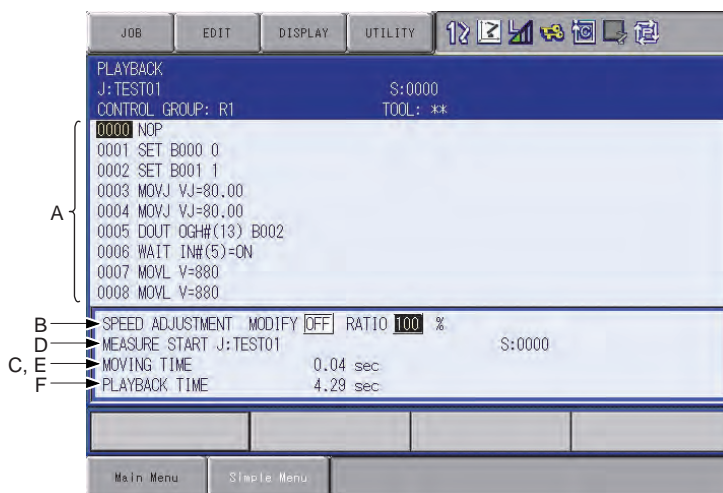 JOB EDIT DISPLAY UTILITY
PLAYBACK
J:TEST01 S:0000
CONTROL GROUP: R1 TOOL: **
0000 NOP
0001 SET B000 0
0002 SET B001 1
0003 MOVJ VJ=80.00
A 0004 MOVJ VJ=80.00
0005 DOUT OGH#(13) B002
0006 WAIT IN#(5)=ON
0007 MOVL V=880
0008 MOVL V=880
B SPEED ADJUSTMENT MODIFY OFF RATIO 100 %
D MEASURE START J:TEST01 S:0000
C, E MOVING TIME 0.04 sec
F PLAYBACK TIME 4.29 sec
Main Menu Simple Menu